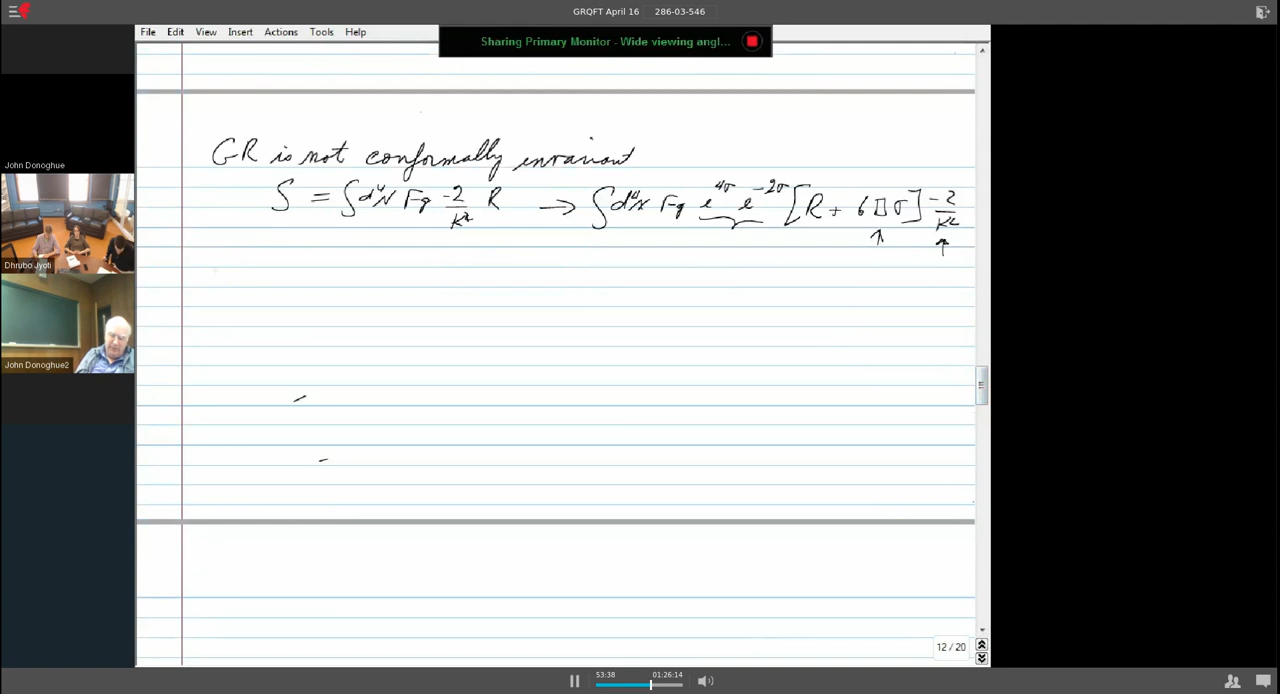 GRQFT April 16 286-03-546
File Edit View Insert Actions Tools Help
Sharing Primary Monitor - Wide viewing angl...
GR is not conformally invariant
S = ∫d⁴x √g -2/κ² R → ∫d⁴x √g e^{4σ} e^{-2σ} [R + 6□σ] -2/κ²
↑ ↑
John Donoghue
Dhrubo Jyoti
John Donoghue2
12 / 20
53:38 01:26:14